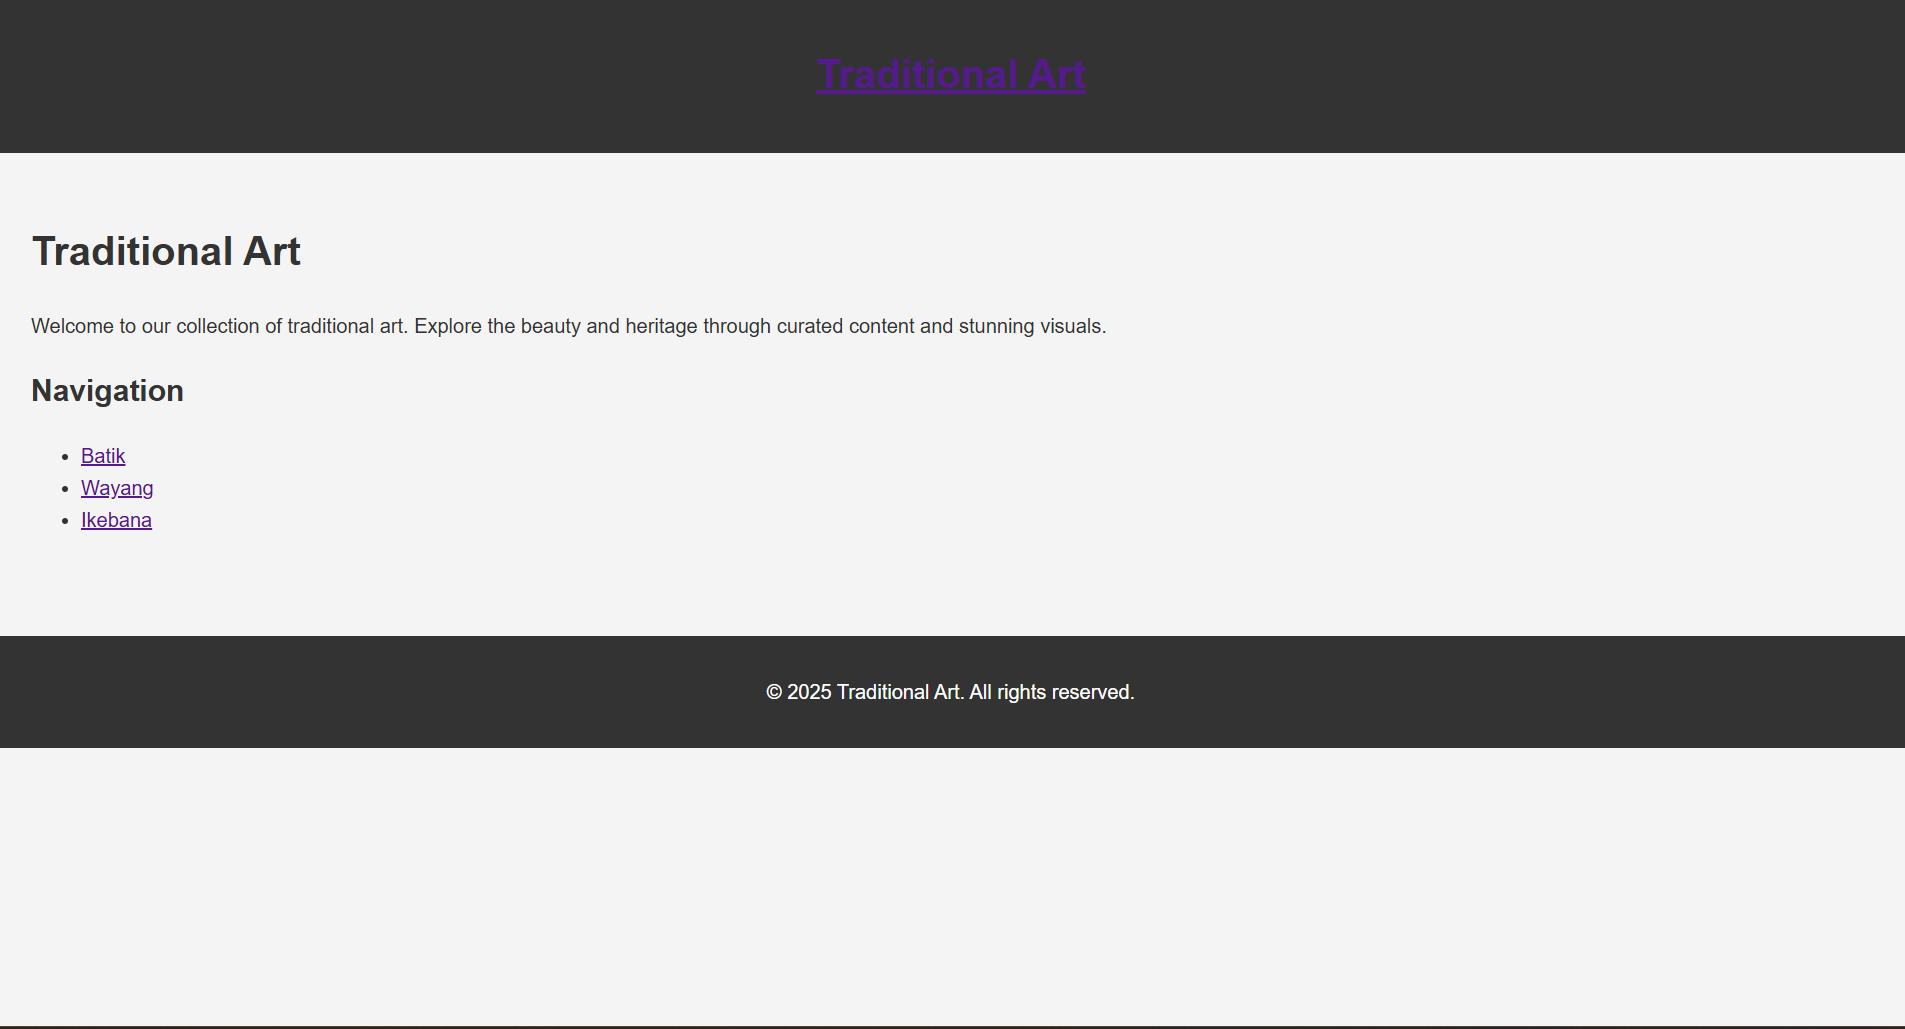 Traditional Art
Traditional Art
Welcome to our collection of traditional art. Explore the beauty and heritage through curated content and stunning visuals.
Navigation
Batik
Wayang
Ikebana
© 2025 Traditional Art. All rights reserved.